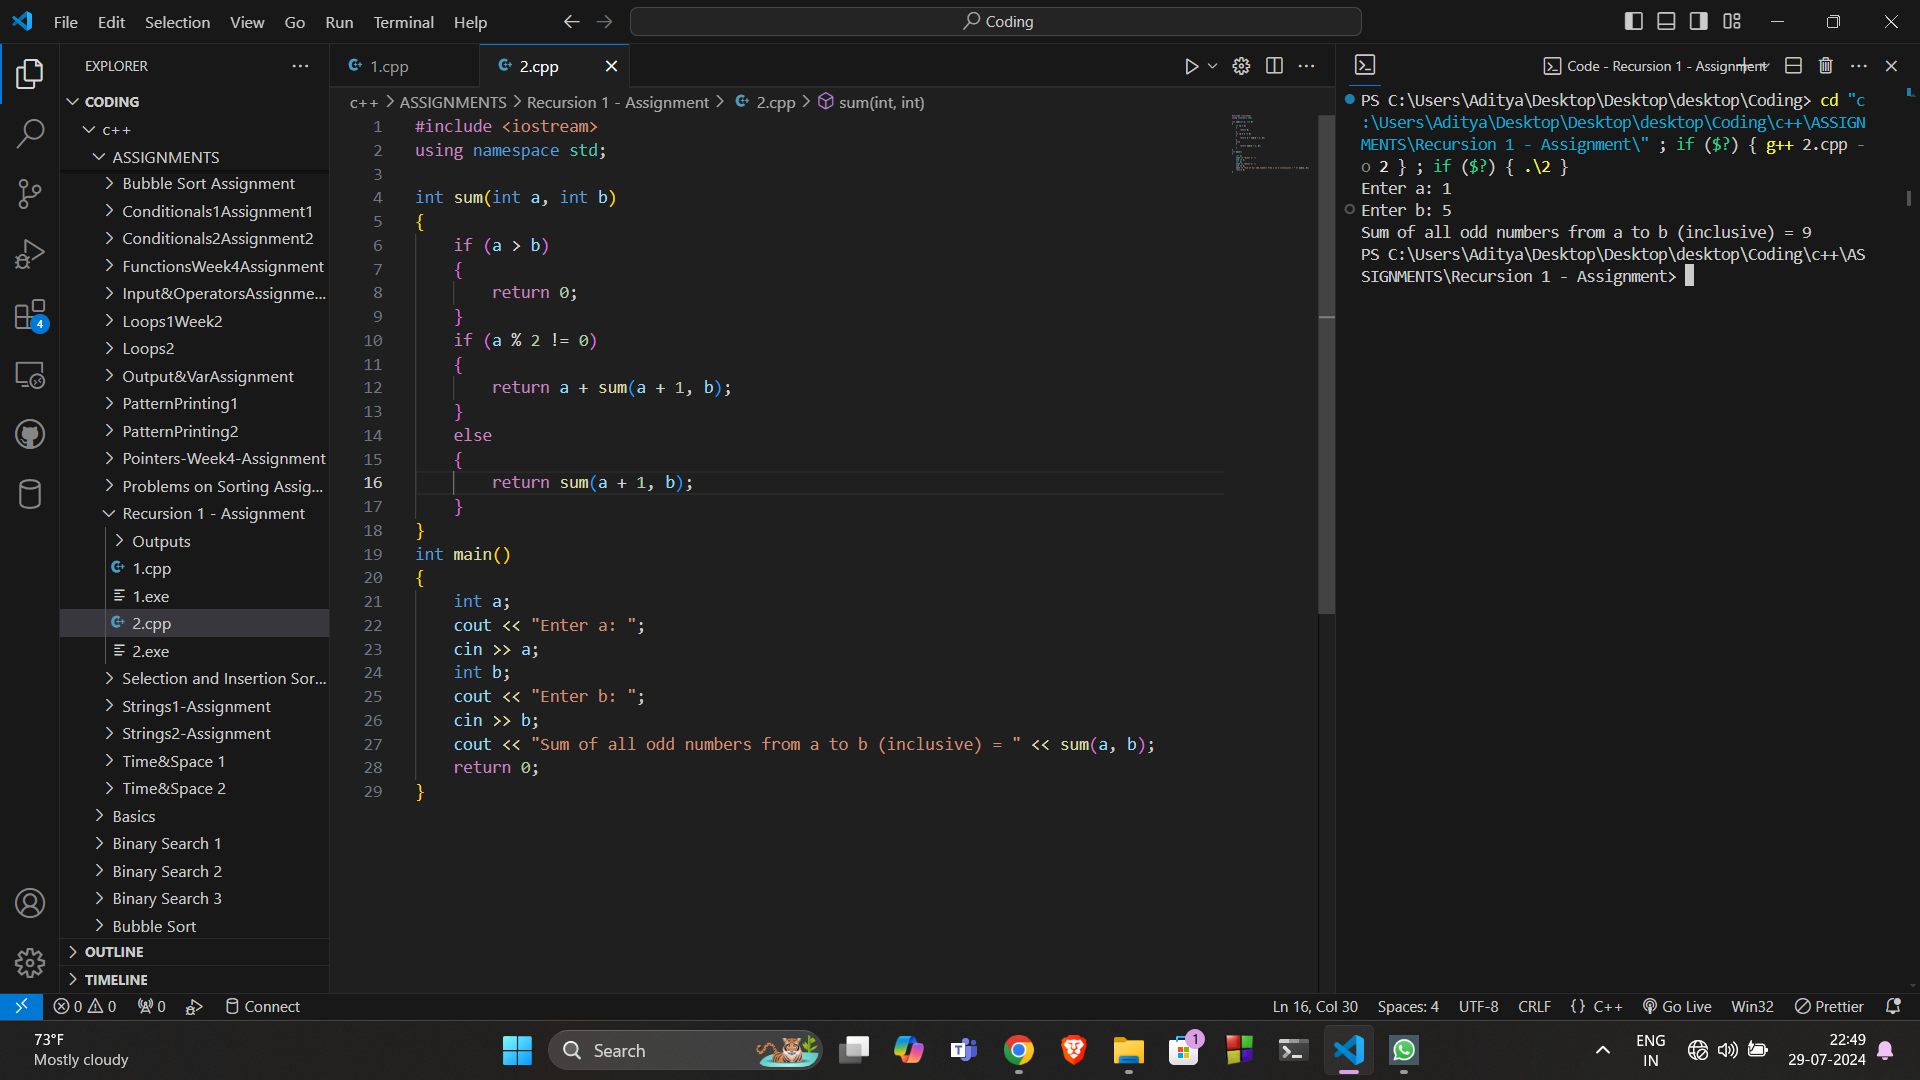 File Edit Selection View Go Run Terminal Help
Coding
EXPLORER
CODING
c++
ASSIGNMENTS
Bubble Sort Assignment
Conditionals1Assignment1
Conditionals2Assignment2
FunctionsWeek4Assignment
Input&OperatorsAssignme...
Loops1Week2
Loops2
Output&VarAssignment
PatternPrinting1
PatternPrinting2
Pointers-Week4-Assignment
Problems on Sorting Assig...
Recursion 1 - Assignment
Outputs
1.cpp
1.exe
2.cpp
2.exe
Selection and Insertion Sor...
Strings1-Assignment
Strings2-Assignment
Time&Space 1
Time&Space 2
Basics
Binary Search 1
Binary Search 2
Binary Search 3
Bubble Sort
OUTLINE
TIMELINE
4
1.cpp
2.cpp
c++ > ASSIGNMENTS > Recursion 1 - Assignment > 2.cpp > sum(int, int)
1 #include <iostream>
2 using namespace std;
3
4 int sum(int a, int b)
5 {
6 if (a > b)
7 {
8 return 0;
9 }
10 if (a % 2 != 0)
11 {
12 return a + sum(a + 1, b);
13 }
14 else
15 {
16 return sum(a + 1, b);
17 }
18 }
19 int main()
20 {
21 int a;
22 cout << "Enter a: ";
23 cin >> a;
24 int b;
25 cout << "Enter b: ";
26 cin >> b;
27 cout << "Sum of all odd numbers from a to b (inclusive) = " << sum(a, b);
28 return 0;
29 }
Code - Recursion 1 - Assignment
PS C:\Users\Aditya\Desktop\Desktop\desktop\Coding> cd "c
:\Users\Aditya\Desktop\Desktop\desktop\Coding\c++\ASSIGN
MENTS\Recursion 1 - Assignment\" ; if ($?) { g++ 2.cpp -
o 2 } ; if ($?) { .\2 }
Enter a: 1
Enter b: 5
Sum of all odd numbers from a to b (inclusive) = 9
PS C:\Users\Aditya\Desktop\Desktop\desktop\Coding\c++\AS
SIGNMENTS\Recursion 1 - Assignment>
0 0 0 Connect
Ln 16, Col 30 Spaces: 4 UTF-8 CRLF {} C++ Go Live Win32 Prettier
73°F
Mostly cloudy
Search
1
ENG
IN
22:49
29-07-2024